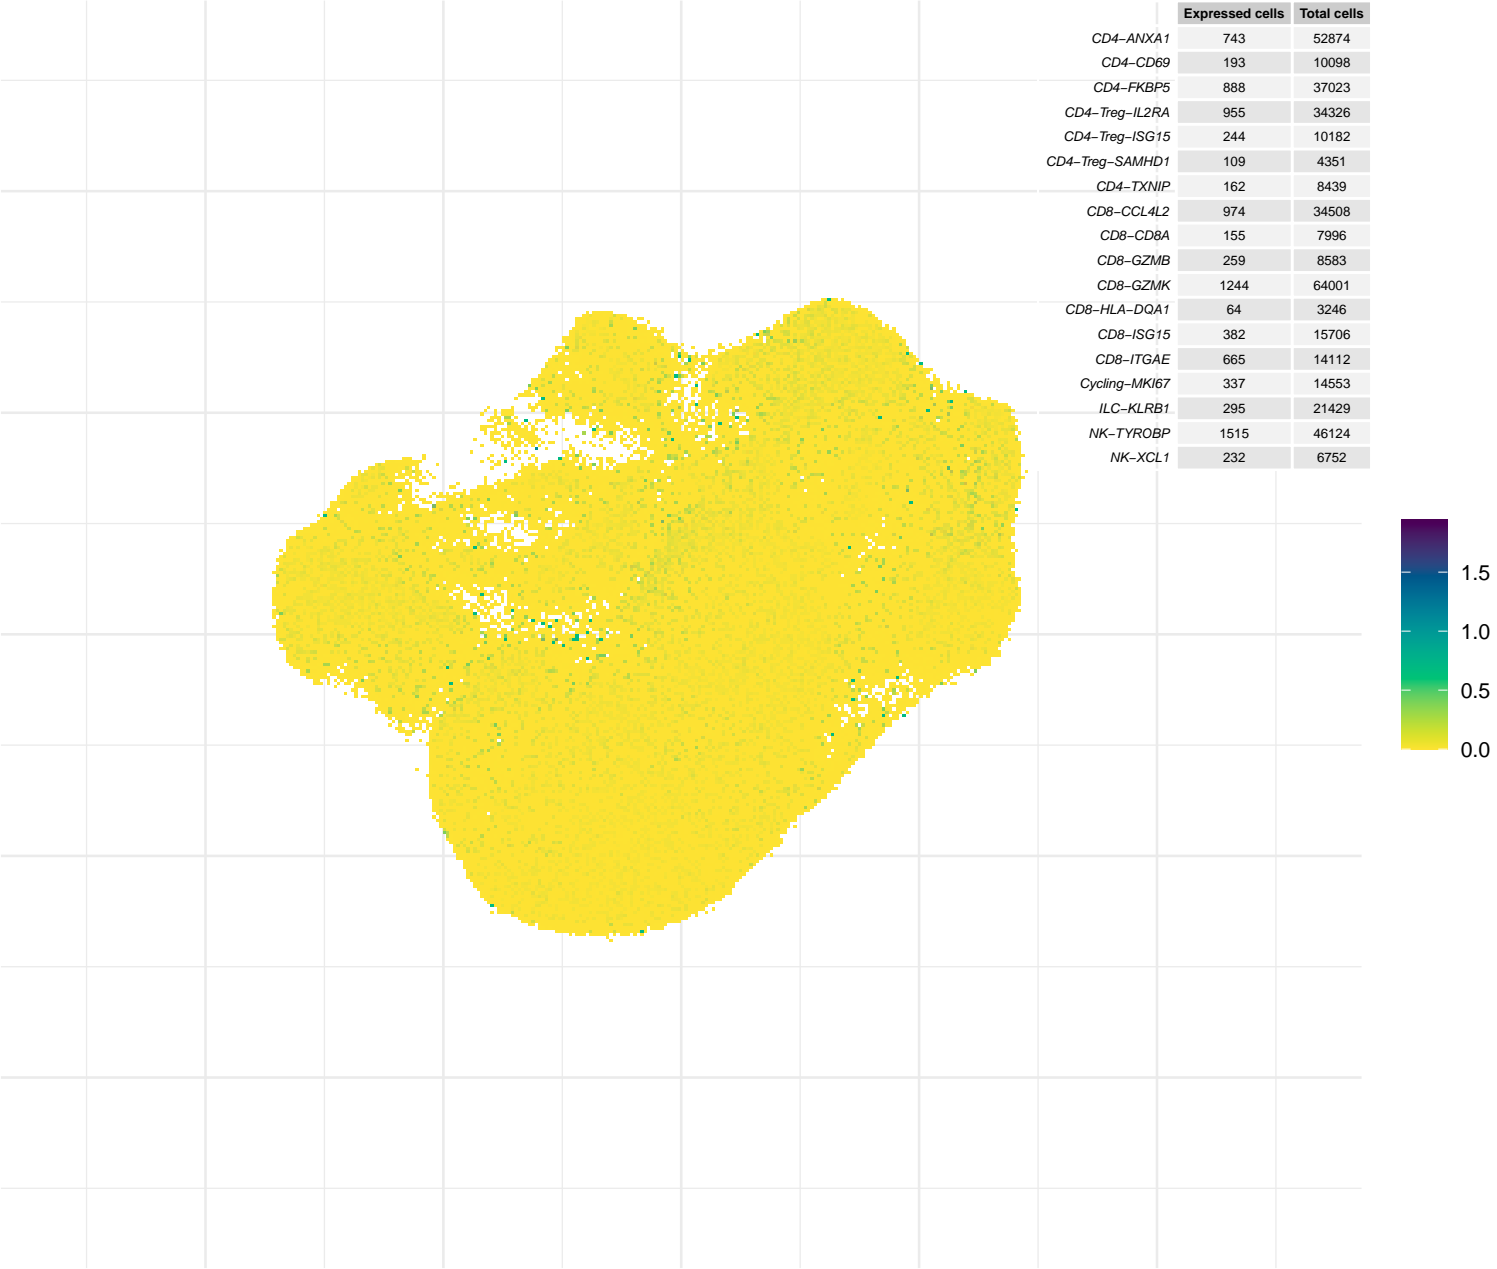 Expressed cells Total cells
CD4−ANXA1 743 52874
CD4−CD69 193 10098
CD4−FKBP5 888 37023
CD4−Treg−IL2RA 955 34326
CD4−Treg−ISG15 244 10182
CD4−Treg−SAMHD1 109 4351
CD4−TXNIP 162 8439
CD8−CCL4L2 974 34508
CD8−CD8A 155 7996
CD8−GZMB 259 8583
CD8−GZMK 1244 64001
CD8−HLA−DQA1 64 3246
CD8−ISG15 382 15706
CD8−ITGAE 665 14112
Cycling−MKI67 337 14553
ILC−KLRB1 295 21429
NK−TYROBP 1515 46124
NK−XCL1 232 6752
1.5
1.0
0.5
0.0